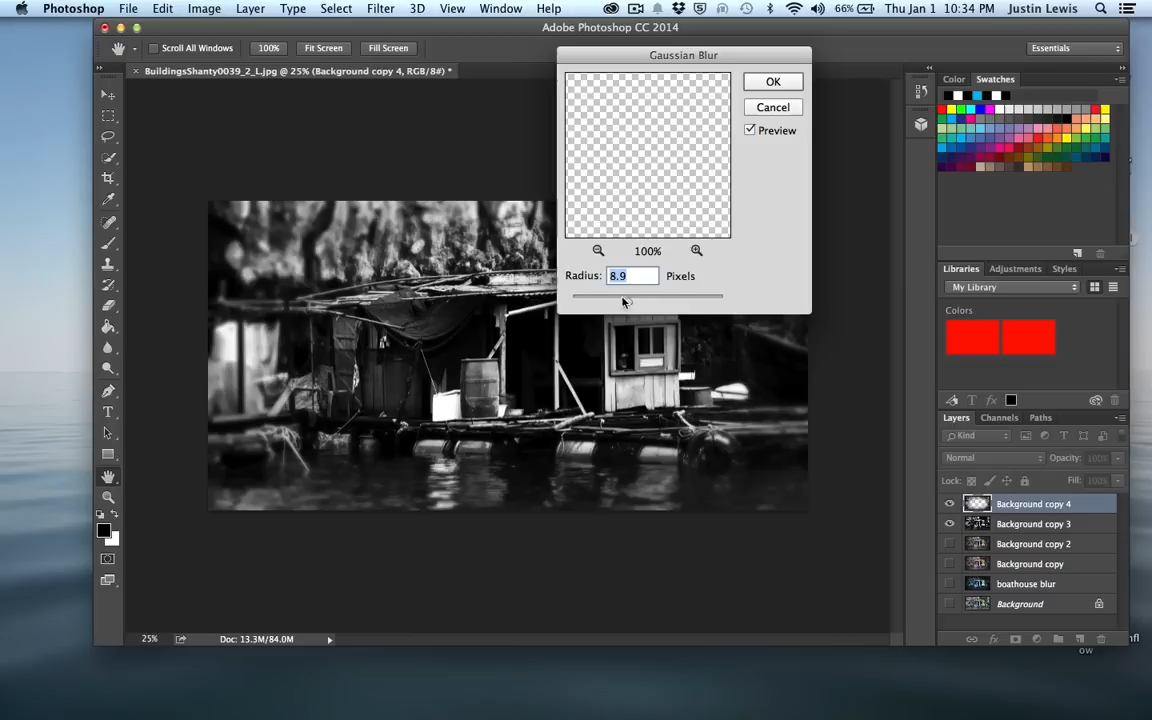 Photoshop File Edit Image Layer Type Select Filter 3D View Window Help 66% Thu Jan 1 10:34 PM Justin Lewis
Adobe Photoshop CC 2014
Scroll All Windows 100% Fit Screen Fill Screen Essentials
BuildingsShanty0039_2_L.jpg @ 25% (Background copy 4, RGB/8#) *
Gaussian Blur
OK
Cancel
Preview
100%
Radius: 8.9 Pixels
Color Swatches
Libraries Adjustments Styles
My Library
Colors
Layers Channels Paths
Kind
Normal Opacity: 100%
Lock: Fill: 100%
Background copy 4
Background copy 3
Background copy 2
Background copy
boathouse blur
Background
25% Doc: 13.3M/84.0M
ow